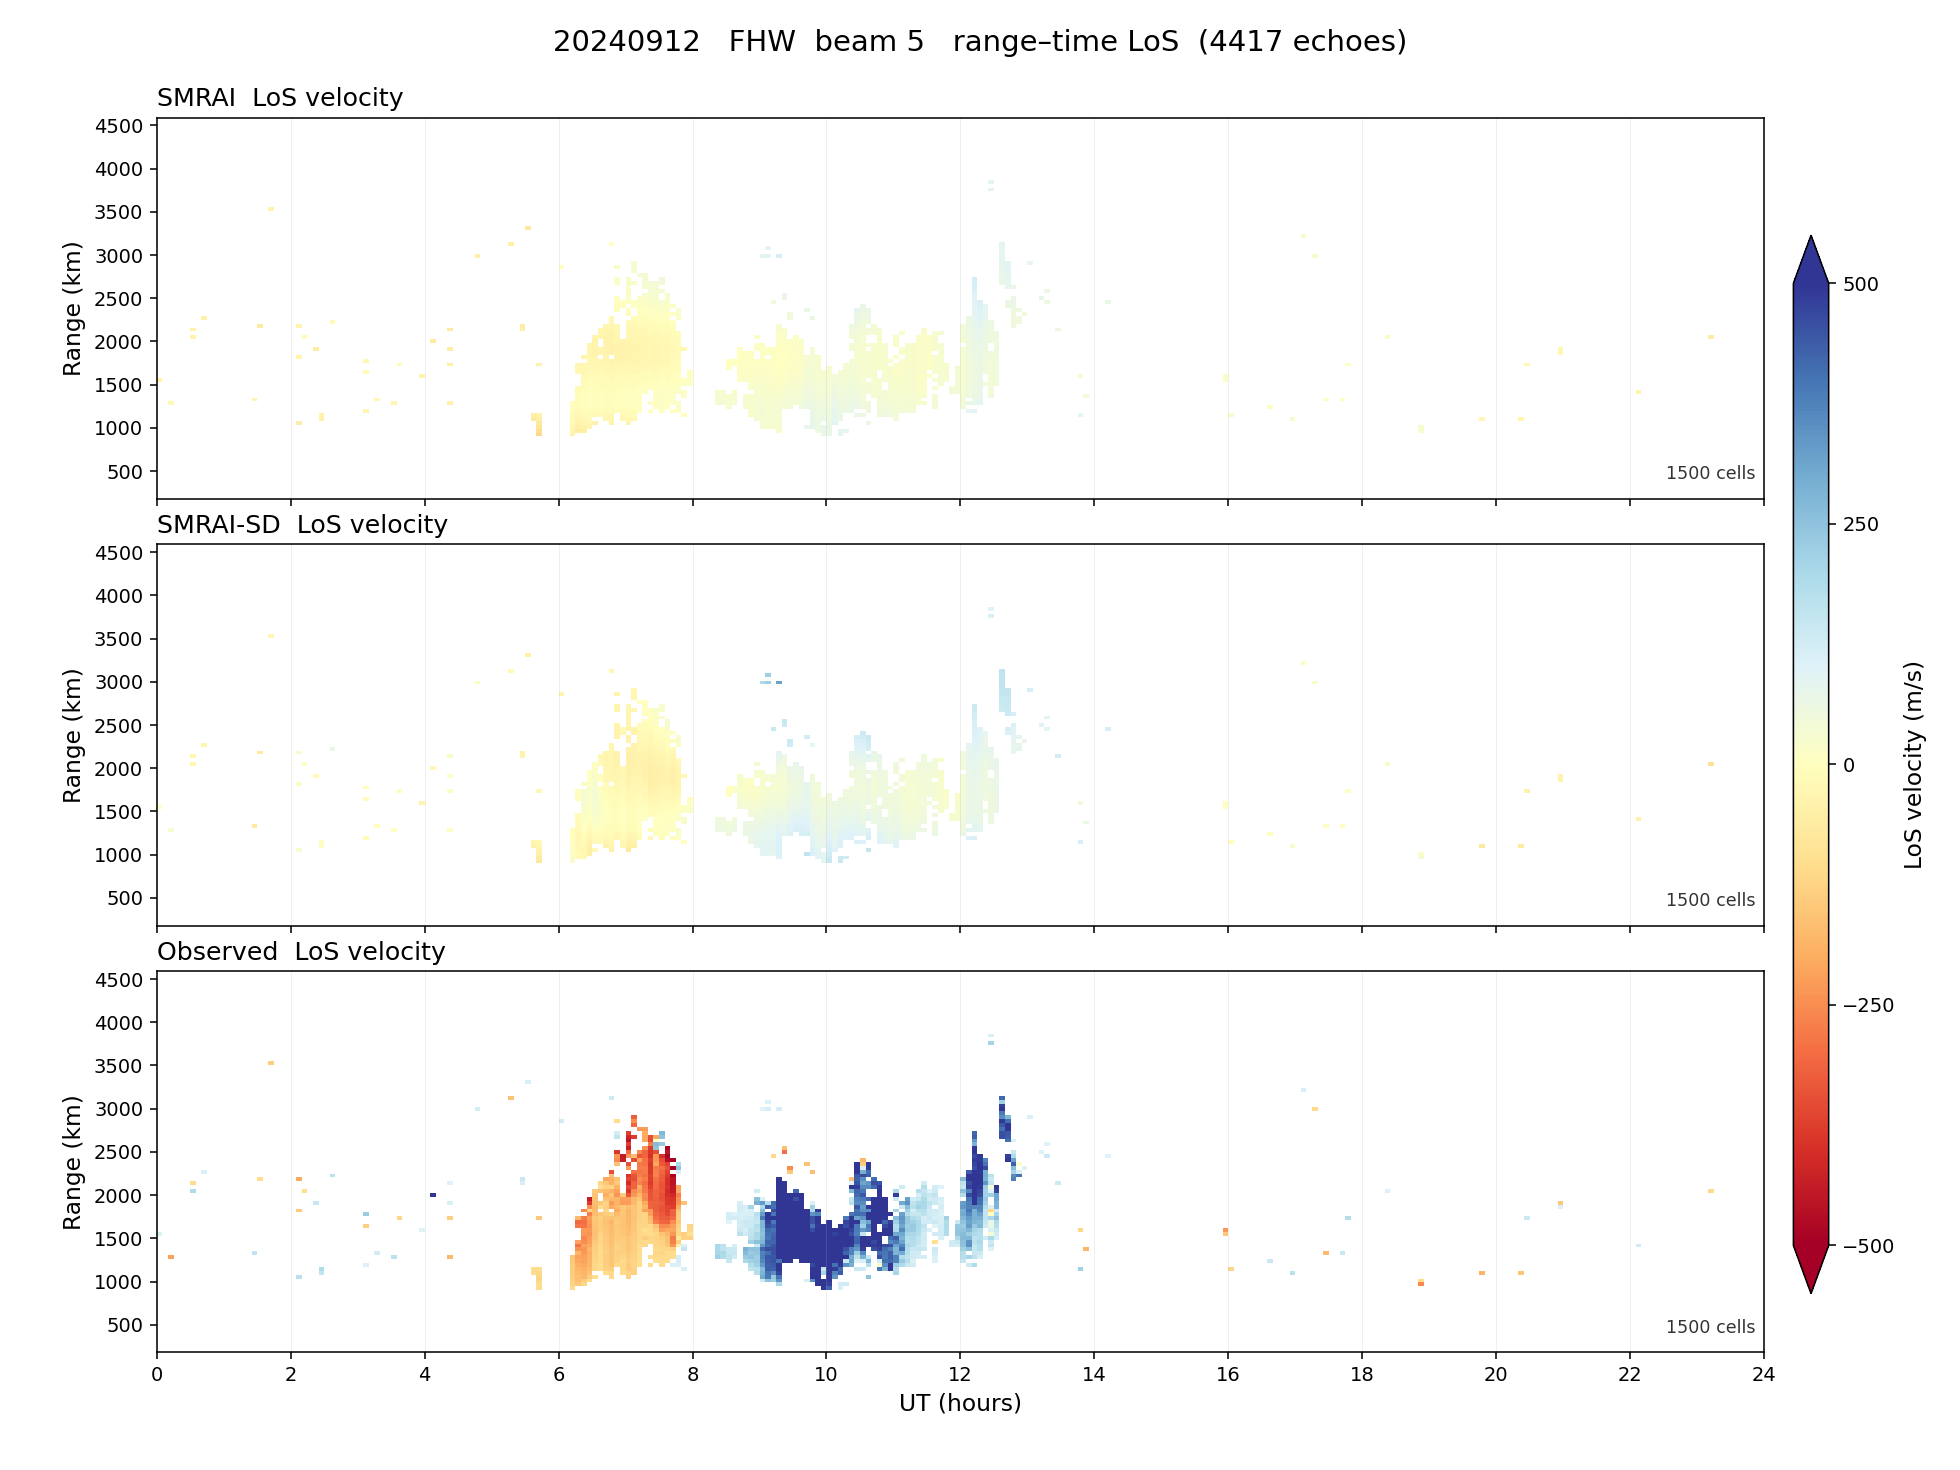 20240912   FHW  beam 5   range–time LoS  (4417 echoes)
SMRAI  LoS velocity
4500
4000
3500
3000
2500
2000
1500
1000
500
Range (km)
1500 cells
SMRAI-SD  LoS velocity
4500
4000
3500
3000
2500
2000
1500
1000
500
Range (km)
1500 cells
Observed  LoS velocity
4500
4000
3500
3000
2500
2000
1500
1000
500
Range (km)
1500 cells
0 2 4 6 8 10 12 14 16 18 20 22 24
UT (hours)
500
250
0
−250
−500
LoS velocity (m/s)